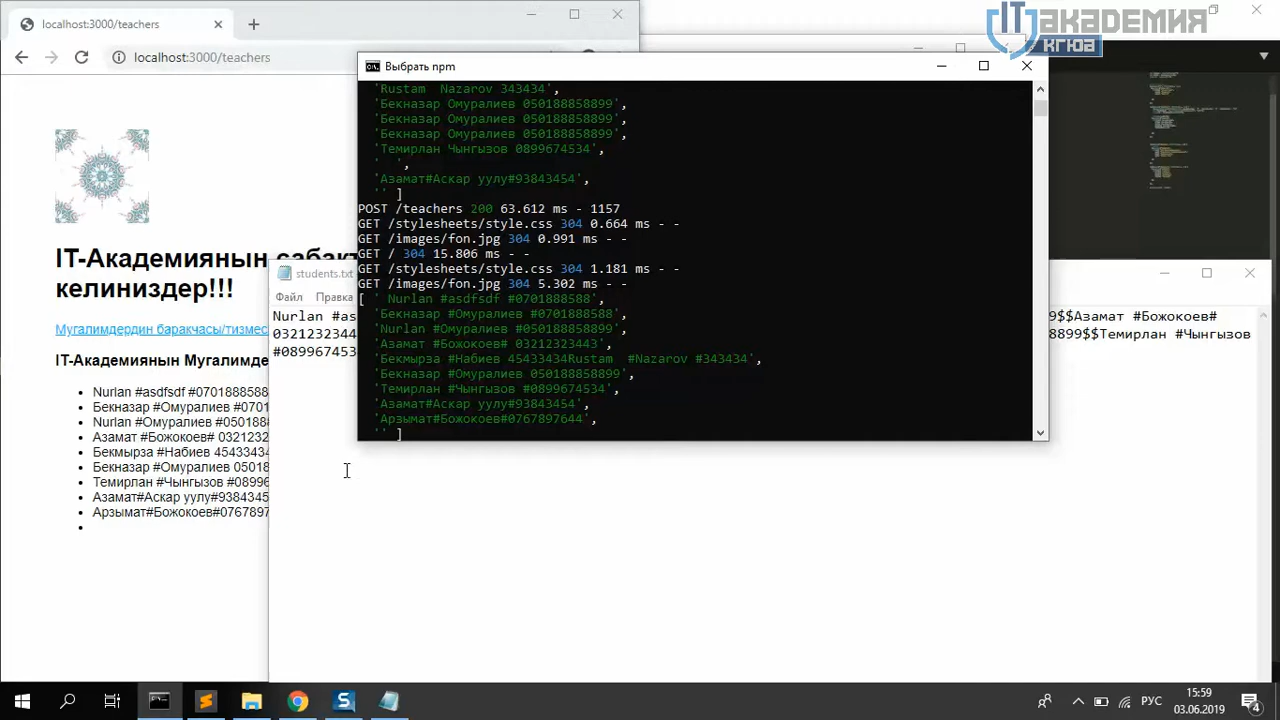 localhost:3000/teachers
localhost:3000/teachers
ITакадемия
КГЮА
Выбрать npm
'Rustam  Nazarov 343434',
'Бекназар Омуралиев 050188858899',
'Бекназар Омуралиев 050188858899',
'Бекназар Омуралиев 050188858899',
'Темирлан Чынгызов 0899674534',
'  ',
'Азамат#Аскар уулу#93843454',
'' ]
POST /teachers 200 63.612 ms - 1157
GET /stylesheets/style.css 304 0.664 ms - -
GET /images/fon.jpg 304 0.991 ms - -
GET / 304 15.806 ms - -
GET /stylesheets/style.css 304 1.181 ms - -
GET /images/fon.jpg 304 5.302 ms - -
[ ' Nurlan #asdfsdf #0701888588',
'Бекназар #Омуралиев #070188588',
'Nurlan #Омуралиев #050188858899',
'Азамат #Божокоев# 03212323443',
'Бекмырза #Набиев 45433434Rustam  #Nazarov #343434',
'Бекназар #Омуралиев 050188858899',
'Темирлан #Чынгызов #0899674534',
'Азамат#Аскар уулу#93843454',
'Арзымат#Божокоев#0767897644',
'' ]
IT-Академиянын сабак
келиниздер!!!
Мугалимдердин баракчасы/тизмес
IT-Академиянын Мугалимде
Nurlan #asdfsdf #0701888588
Бекназар #Омуралиев #0701
Nurlan #Омуралиев #0501888
Азамат #Божокоев# 0321232
Бекмырза #Набиев 45433434
Бекназар #Омуралиев 05018
Темирлан #Чынгызов #08996
Азамат#Аскар уулу#9384345
Арзымат#Божокоев#0767897
students.txt
Файл Правка
Nurlan #as
0321232344
#089967453
9$$Азамат #Божокоев#
8899$$Темирлан #Чынгызов
РУС
15:59
03.06.2019
4